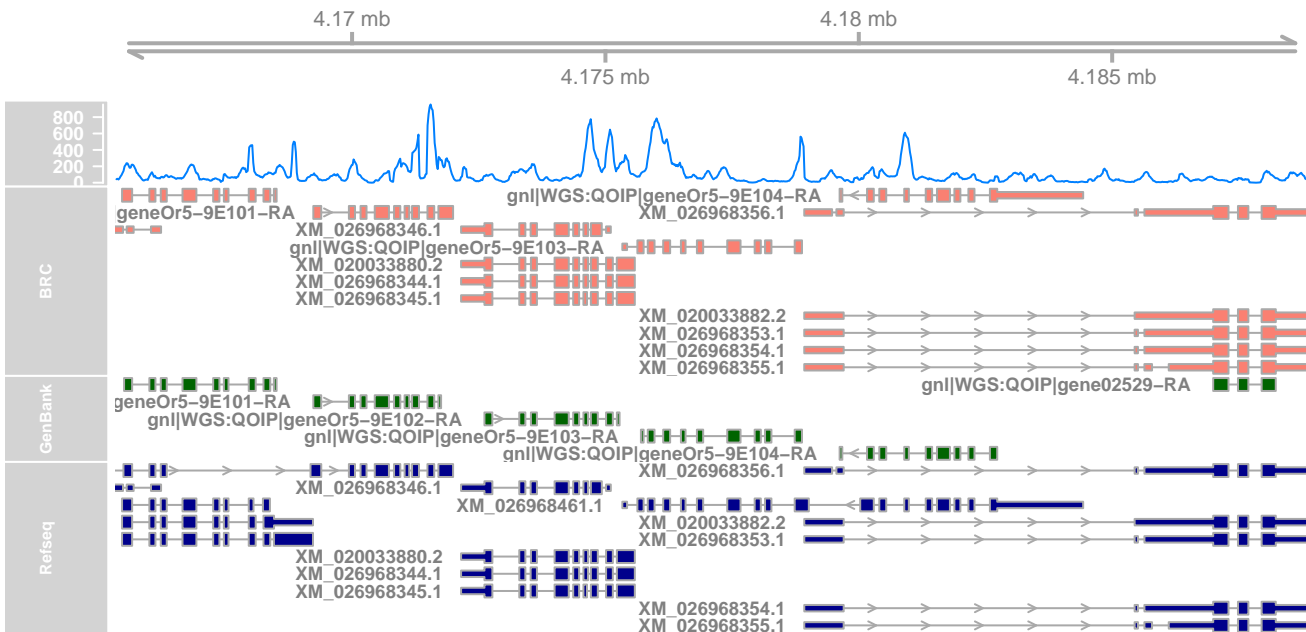 4.17 mb
4.18 mb
4.175 mb
4.185 mb
800
600
400
200
0
BRC
gnl|WGS:QOIP|geneOr5−9E104−RA
geneOr5−9E101−RA
XM_026968356.1
XM_026968346.1
gnl|WGS:QOIP|geneOr5−9E103−RA
XM_020033880.2
XM_026968344.1
XM_026968345.1
XM_020033882.2
XM_026968353.1
XM_026968354.1
XM_026968355.1
GenBank
gnl|WGS:QOIP|gene02529−RA
geneOr5−9E101−RA
gnl|WGS:QOIP|geneOr5−9E102−RA
gnl|WGS:QOIP|geneOr5−9E103−RA
gnl|WGS:QOIP|geneOr5−9E104−RA
Refseq
XM_026968356.1
XM_026968346.1
XM_026968461.1
XM_020033882.2
XM_026968353.1
XM_020033880.2
XM_026968344.1
XM_026968345.1
XM_026968354.1
XM_026968355.1